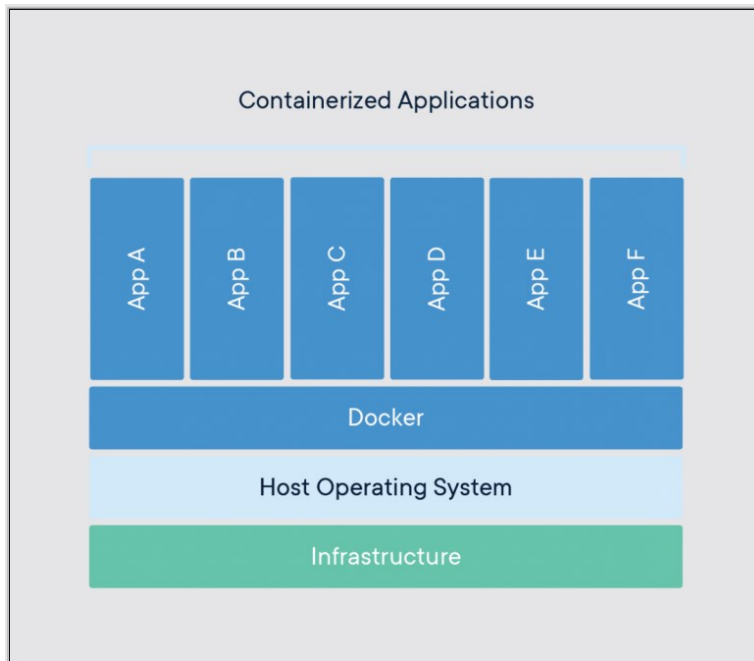 Containerized Applications
App A
App B
App C
App D
App E
App F
Docker
Host Operating System
Infrastructure